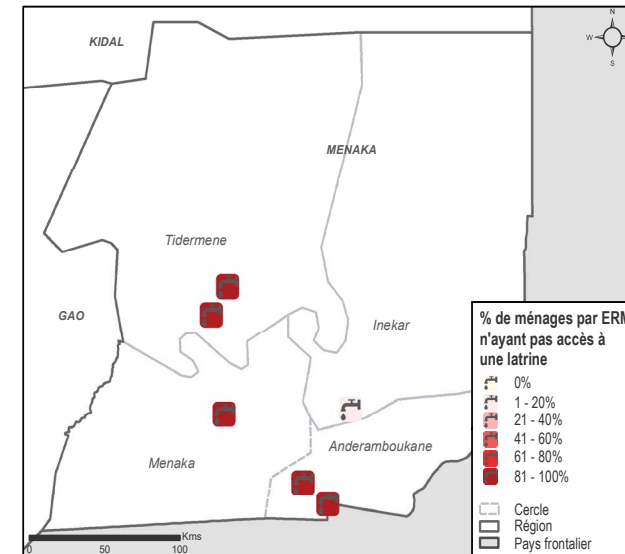 N
W
S
KIDAL
MENAKA
Tidermene
GAO
Inekar
Menaka
Anderamboukane
% de ménages par ERM
n'ayant pas accès à
une latrine
0%
1 - 20%
21 - 40%
41 - 60%
61 - 80%
81 - 100%
Cercle
Région
Pays frontalier
Kms
0 50 100